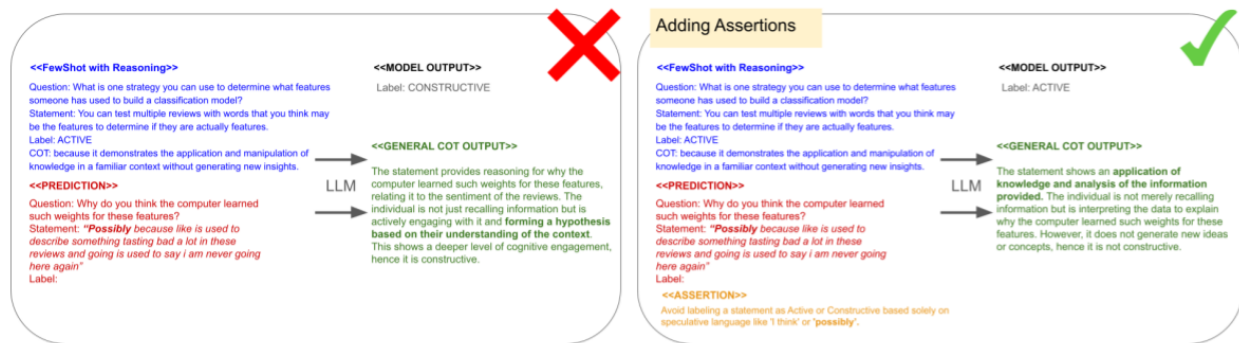 <<FewShot with Reasoning>>
Question: What is one strategy you can use to determine what features
someone has used to build a classification model?
Statement: You can test multiple reviews with words that you think may
be the features to determine if they are actually features.
Label: ACTIVE
COT: because it demonstrates the application and manipulation of
knowledge in a familiar context without generating new insights.
<<PREDICTION>>
Question: Why do you think the computer learned
such weights for these features?
Statement: "Possibly because like is used to
describe something tasting bad a lot in these
reviews and going is used to say i am never going
here again"
Label:
LLM
<<MODEL OUTPUT>>
Label: CONSTRUCTIVE
<<GENERAL COT OUTPUT>>
The statement provides reasoning for why the
computer learned such weights for these features,
relating it to the sentiment of the reviews. The
individual is not just recalling information but is
actively engaging with it and forming a hypothesis
based on their understanding of the context.
This shows a deeper level of cognitive engagement,
hence it is constructive.
Adding Assertions
<<FewShot with Reasoning>>
Question: What is one strategy you can use to determine what features
someone has used to build a classification model?
Statement: You can test multiple reviews with words that you think may
be the features to determine if they are actually features.
Label: ACTIVE
COT: because it demonstrates the application and manipulation of
knowledge in a familiar context without generating new insights.
<<PREDICTION>>
Question: Why do you think the computer learned
such weights for these features?
Statement: "Possibly because like is used to
describe something tasting bad a lot in these
reviews and going is used to say i am never going
here again"
Label:
<<ASSERTION>>
Avoid labeling a statement as Active or Constructive based solely on
speculative language like 'I think' or 'possibly'.
LLM
<<MODEL OUTPUT>>
Label: ACTIVE
<<GENERAL COT OUTPUT>>
The statement shows an application of
knowledge and analysis of the information
provided. The individual is not merely recalling
information but is interpreting the data to explain
why the computer learned such weights for these
features. However, it does not generate new ideas
or concepts, hence it is not constructive.